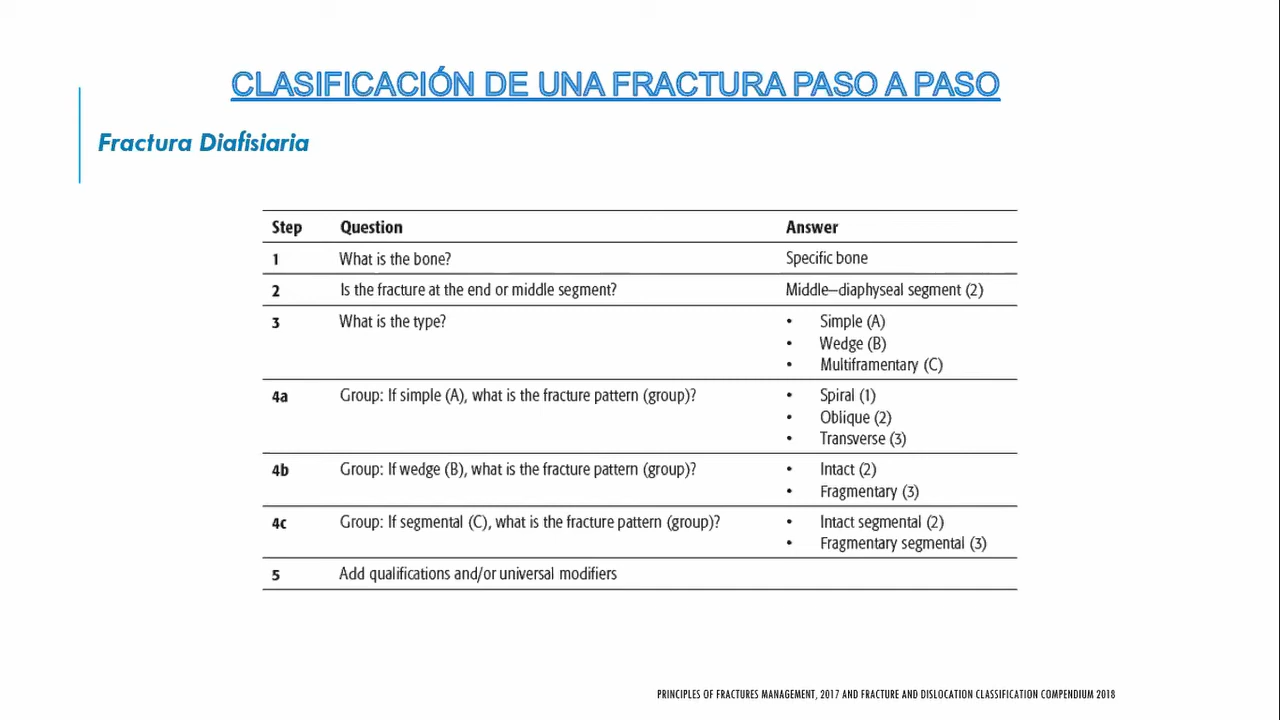 CLASIFICACIÓN DE UNA FRACTURA PASO A PASO
Fractura Diafisiaria
Step Question Answer
1 What is the bone? Specific bone
2 Is the fracture at the end or middle segment? Middle–diaphyseal segment (2)
3 What is the type? • Simple (A)
• Wedge (B)
• Multiframentary (C)
4a Group: If simple (A), what is the fracture pattern (group)? • Spiral (1)
• Oblique (2)
• Transverse (3)
4b Group: If wedge (B), what is the fracture pattern (group)? • Intact (2)
• Fragmentary (3)
4c Group: If segmental (C), what is the fracture pattern (group)? • Intact segmental (2)
• Fragmentary segmental (3)
5 Add qualifications and/or universal modifiers
PRINCIPLES OF FRACTURES MANAGEMENT, 2017 AND FRACTURE AND DISLOCATION CLASSIFICATION COMPENDIUM 2018